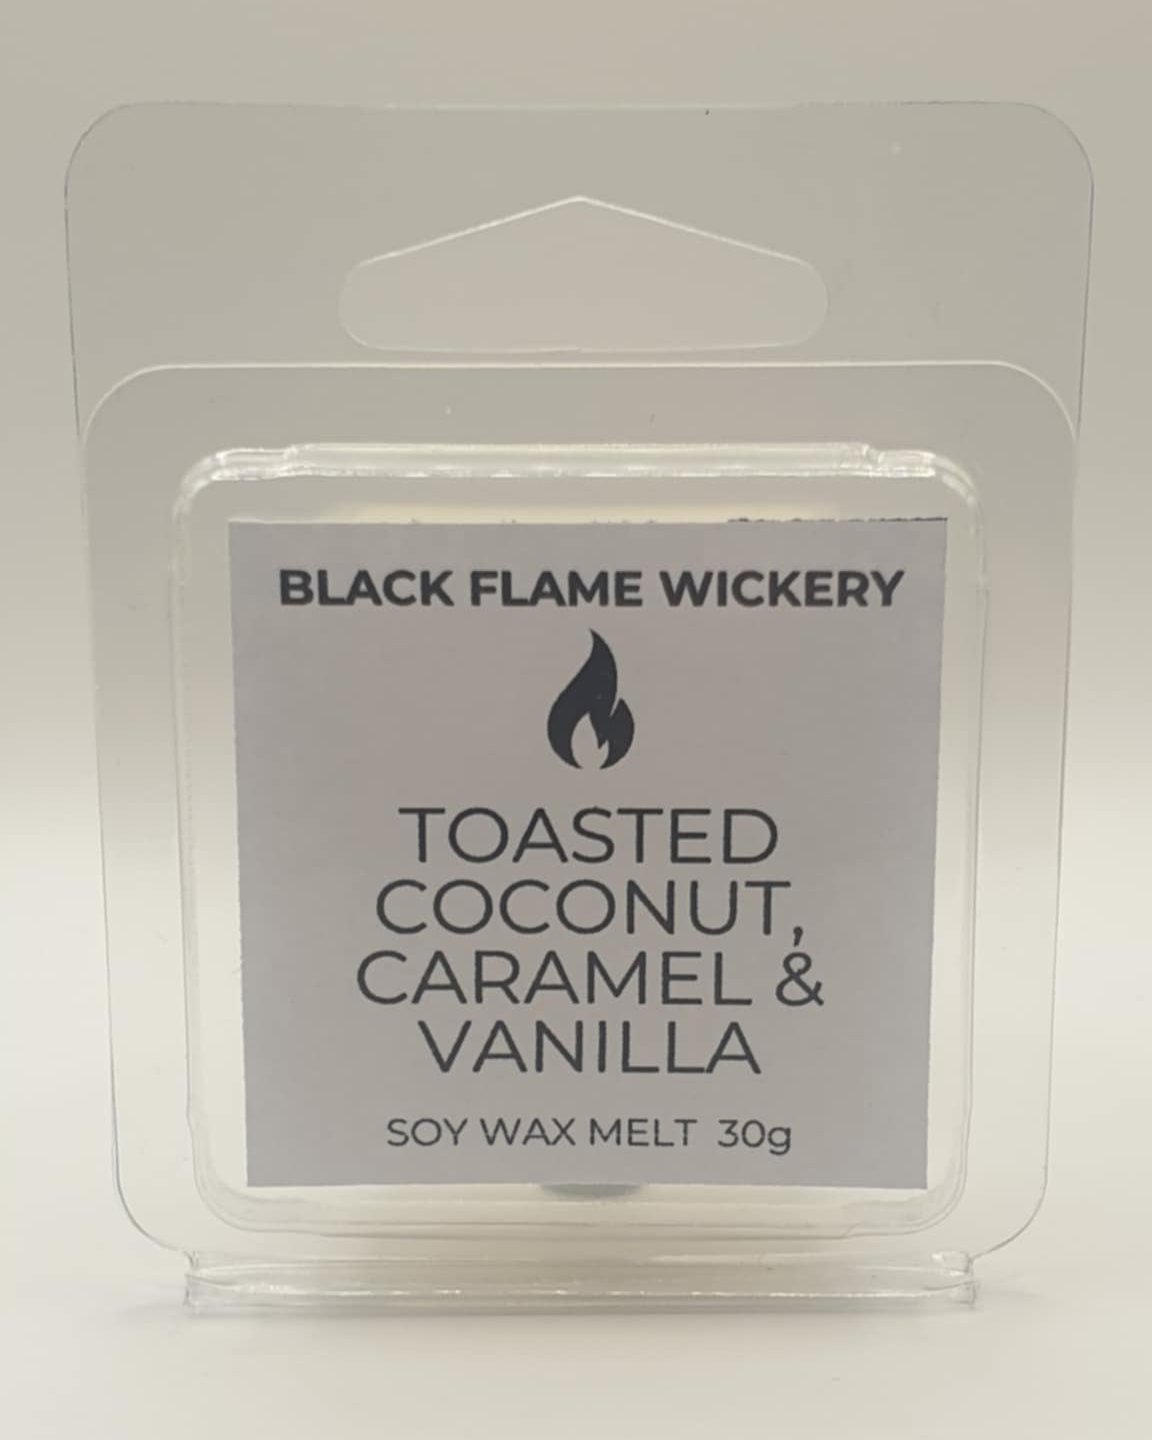 BLACK FLAME WICKERY
TOASTED
COCONUT,
CARAMEL &
VANILLA
SOY WAX MELT 30g